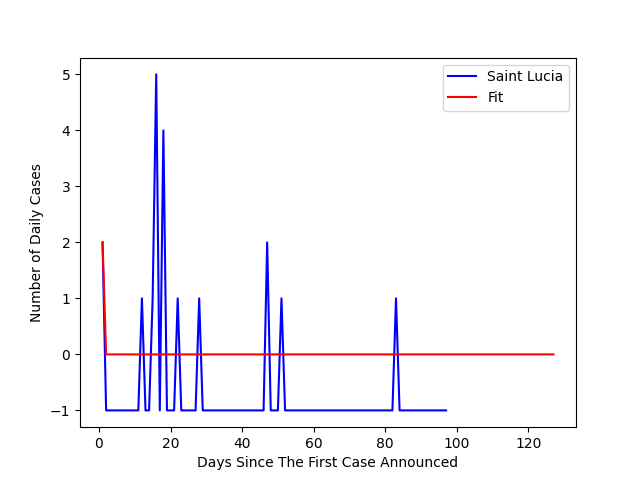 Saint Lucia
Fit
5
4
3
2
1
0
−1
Number of Daily Cases
0 20 40 60 80 100 120
Days Since The First Case Announced